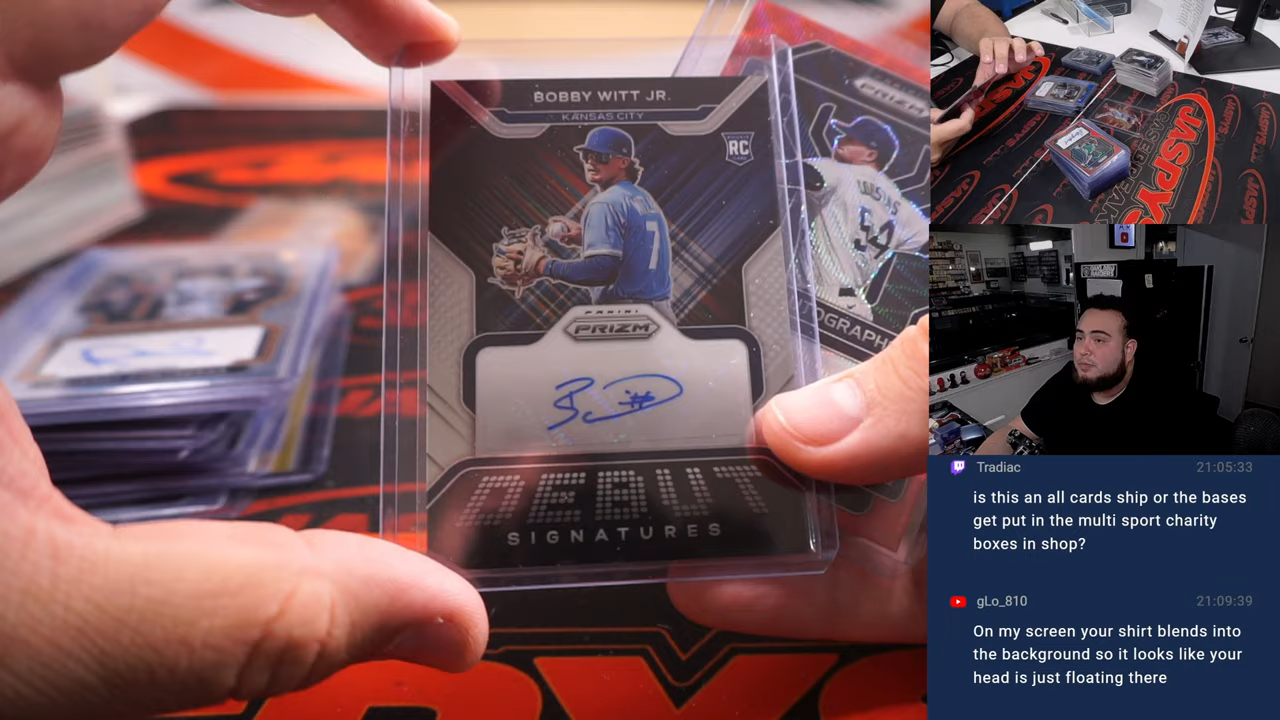 BOBBY WITT JR.
KANSAS CITY
RC
7
PANINI
PRIZM
DEBUT
SIGNATURES
PRIZM
54
JASPY'S
Tradiac 21:05:33
is this an all cards ship or the bases
get put in the multi sport charity
boxes in shop?
gLo_810 21:09:39
On my screen your shirt blends into
the background so it looks like your
head is just floating there